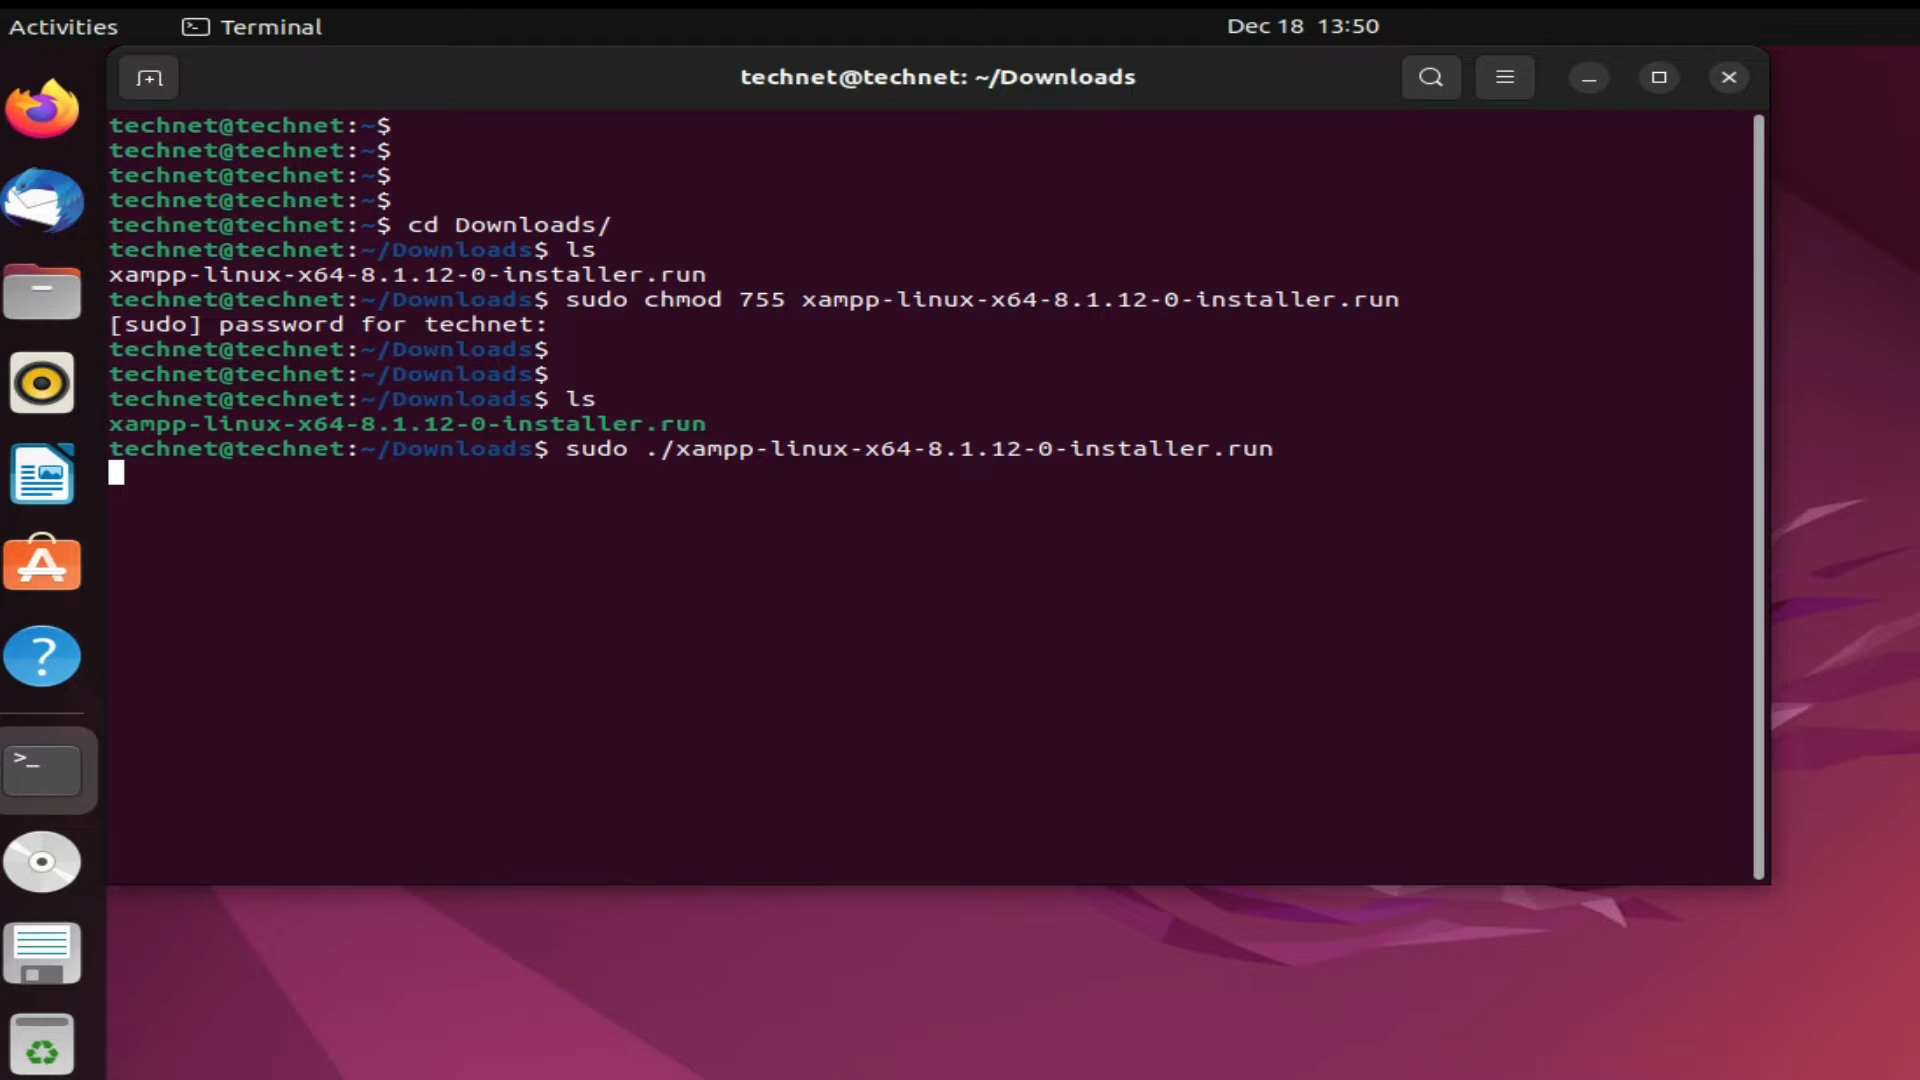 Activities Terminal Dec 18 13:50
technet@technet: ~/Downloads
technet@technet:~$
technet@technet:~$
technet@technet:~$
technet@technet:~$
technet@technet:~$ cd Downloads/
technet@technet:~/Downloads$ ls
xampp-linux-x64-8.1.12-0-installer.run
technet@technet:~/Downloads$ sudo chmod 755 xampp-linux-x64-8.1.12-0-installer.run
[sudo] password for technet:
technet@technet:~/Downloads$
technet@technet:~/Downloads$
technet@technet:~/Downloads$ ls
xampp-linux-x64-8.1.12-0-installer.run
technet@technet:~/Downloads$ sudo ./xampp-linux-x64-8.1.12-0-installer.run